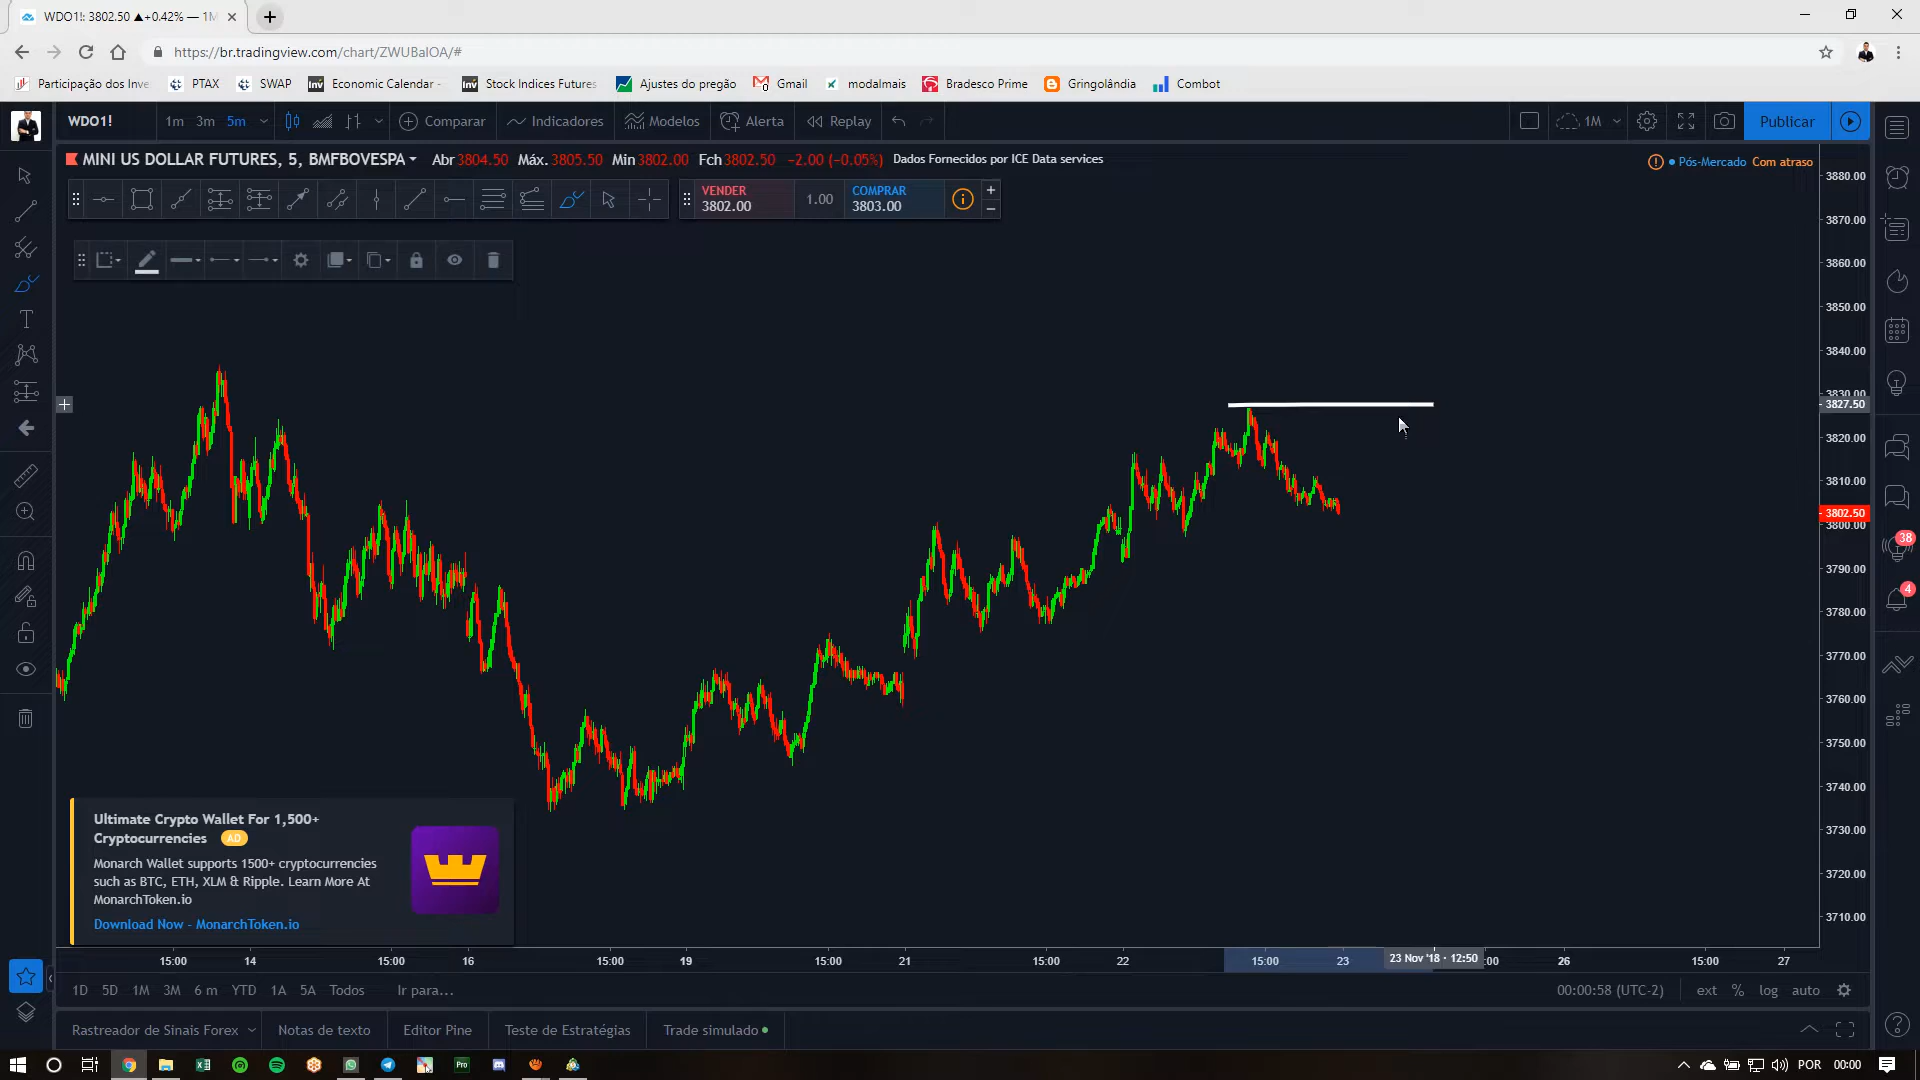 WDO1!: 3802.50 ▲+0.42% — 1M
https://br.tradingview.com/chart/ZWUBaIOA/#
Participação dos Inve
PTAX
SWAP
Economic Calendar -
Stock Indices Futures
Ajustes do pregão
Gmail
modalmais
Bradesco Prime
Gringolândia
Combot
WDO1!
1m 3m 5m
Comparar
Indicadores
Modelos
Alerta
Replay
1M
Publicar
MINI US DOLLAR FUTURES, 5, BMFBOVESPA
Abr 3804.50 Máx. 3805.50 Min 3802.00 Fch 3802.50 −2.00 (−0.05%)
Dados Fornecidos por ICE Data services
Pós-Mercado Com atraso
VENDER
3802.00
1.00
COMPRAR
3803.00
3880.00
3870.00
3860.00
3850.00
3840.00
3830.00
3827.50
3820.00
3810.00
3802.50
3800.00
3790.00
3780.00
3770.00
3760.00
3750.00
3740.00
3730.00
3720.00
3710.00
38
4
Ultimate Crypto Wallet For 1,500+
Cryptocurrencies AD
Monarch Wallet supports 1500+ cryptocurrencies
such as BTC, ETH, XLM & Ripple. Learn More At
MonarchToken.io
Download Now - MonarchToken.io
15:00 14 15:00 16 15:00 19 15:00 21 15:00 22 15:00 23 23 Nov '18 · 12:50 :00 26 15:00 27
1D 5D 1M 3M 6 m YTD 1A 5A Todos Ir para...
00:00:58 (UTC-2) ext % log auto
Rastreador de Sinais Forex Notas de texto Editor Pine Teste de Estratégias Trade simulado
POR 00:00